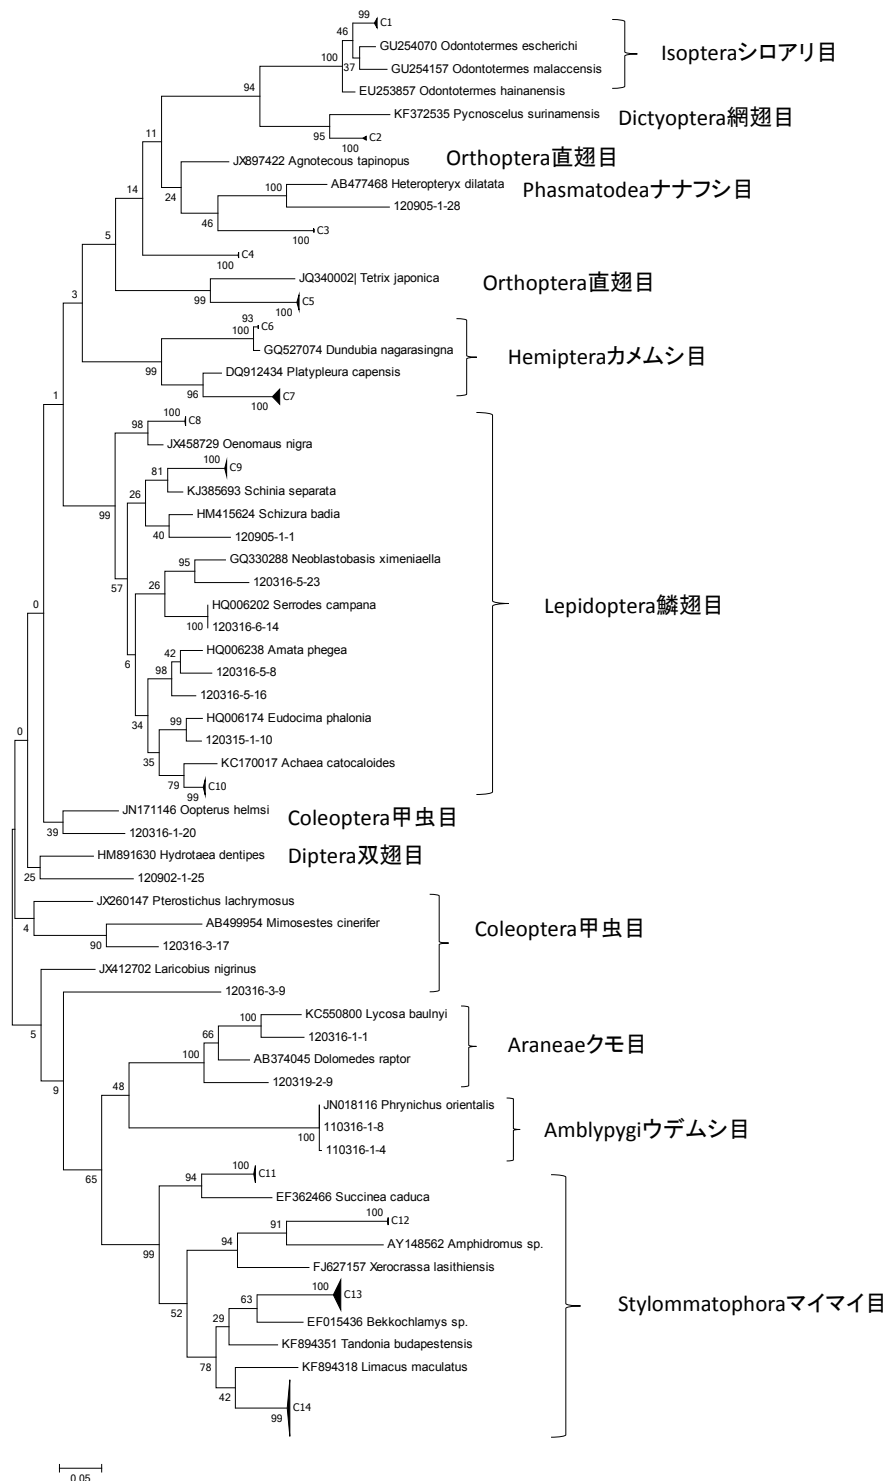 99
C1
46
GU254070 Odontotermes escherichi
Isopteraシロアリ目
100
37
GU254157 Odontotermes malaccensis
94
EU253857 Odontotermes hainanensis
KF372535 Pycnoscelus surinamensis
Dictyoptera網翅目
11
95
C2
100
JX897422 Agnotecous tapinopus
Orthoptera直翅目
14
24
100
AB477468 Heteropteryx dilatata
Phasmatodeaナナフシ目
120905-1-28
46
C3
100
5
C4
100
JQ340002| Tetrix japonica
Orthoptera直翅目
99
C5
100
3
93
C6
100
GQ527074 Dundubia nagarasingna
Hemipteraカメムシ目
99
DQ912434 Platypleura capensis
96
C7
100
1
100
C8
98
JX458729 Oenomaus nigra
100
C9
81
KJ385693 Schinia separata
26
99
HM415624 Schizura badia
40
120905-1-1
95
GQ330288 Neoblastobasis ximeniaella
57
26
120316-5-23
0
HQ006202 Serrodes campana
Lepidoptera鱗翅目
100
120316-6-14
6
42
HQ006238 Amata phegea
98
120316-5-8
120316-5-16
34
99
HQ006174 Eudocima phalonia
0
120315-1-10
35
KC170017 Achaea catocaloides
79
C10
99
JN171146 Oopterus helmsi
Coleoptera甲虫目
39
120316-1-20
HM891630 Hydrotaea dentipes
Diptera双翅目
25
120902-1-25
JX260147 Pterostichus lachrymosus
4
AB499954 Mimosestes cinerifer
Coleoptera甲虫目
90
120316-3-17
JX412702 Laricobius nigrinus
120316-3-9
5
100
KC550800 Lycosa baulnyi
66
120316-1-1
Araneaeクモ目
100
AB374045 Dolomedes raptor
9
48
120319-2-9
JN018116 Phrynichus orientalis
110316-1-8
Amblypygiウデムシ目
100
110316-1-4
65
100
C11
94
EF362466 Succinea caduca
99
100
C12
91
94
AY148562 Amphidromus sp.
FJ627157 Xerocrassa lasithiensis
52
100
C13
63
Stylommatophoraマイマイ目
29
EF015436 Bekkochlamys sp.
KF894351 Tandonia budapestensis
78
KF894318 Limacus maculatus
42
C14
99
0.05